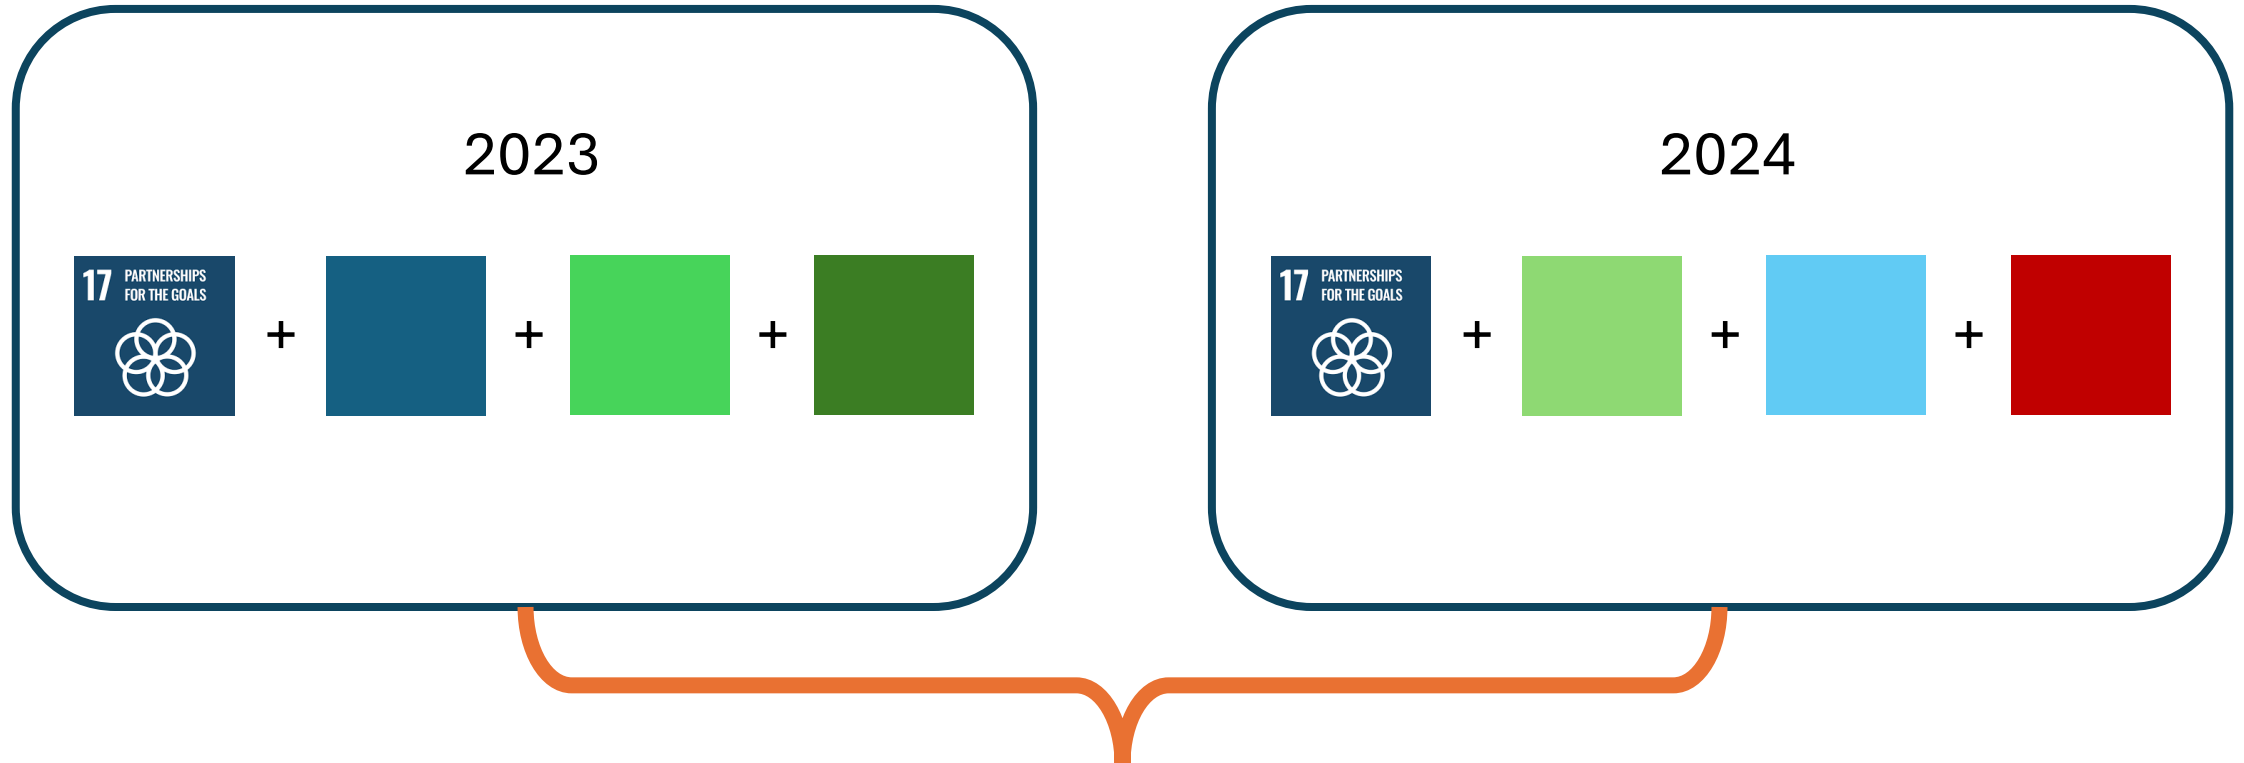 2023
17 PARTNERSHIPS
FOR THE GOALS
+ + +
2024
17 PARTNERSHIPS
FOR THE GOALS
+ + +